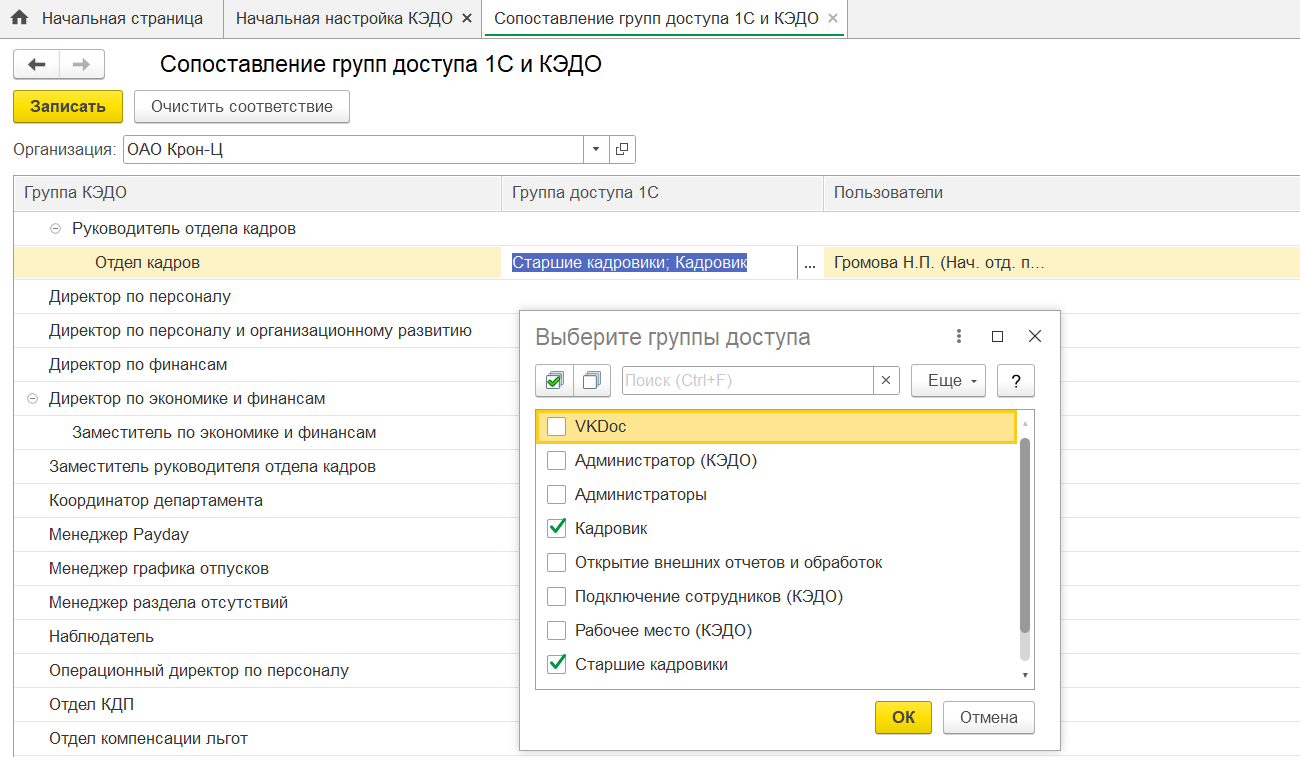 Начальная страница Начальная настройка КЭДО × Сопоставление групп доступа 1С и КЭДО ×
Сопоставление групп доступа 1С и КЭДО
Записать Очистить соответствие
Организация: ОАО Крон-Ц
Группа КЭДО Группа доступа 1С Пользователи
Руководитель отдела кадров
Отдел кадров Старшие кадровики; Кадровик ... Громова Н.П. (Нач. отд. п...
Директор по персоналу
Директор по персоналу и организационному развитию
Директор по финансам
Директор по экономике и финансам
Заместитель по экономике и финансам
Заместитель руководителя отдела кадров
Координатор департамента
Менеджер Payday
Менеджер графика отпусков
Менеджер раздела отсутствий
Наблюдатель
Операционный директор по персоналу
Отдел КДП
Отдел компенсации льгот
Выберите группы доступа
Поиск (Ctrl+F) × Еще ?
VKDoc
Администратор (КЭДО)
Администраторы
Кадровик
Открытие внешних отчетов и обработок
Подключение сотрудников (КЭДО)
Рабочее место (КЭДО)
Старшие кадровики
ОК Отмена